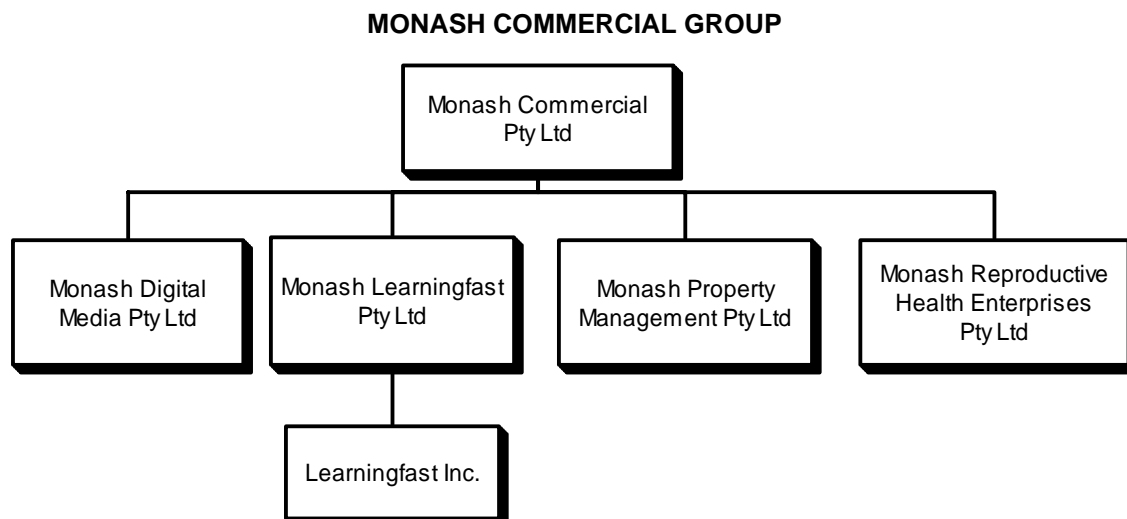 MONASH COMMERCIAL GROUP
Monash Commercial
Pty Ltd
Monash Digital
Media Pty Ltd
Monash Learningfast
Pty Ltd
Monash Property
Management Pty Ltd
Monash Reproductive
Health Enterprises
Pty Ltd
Learningfast Inc.